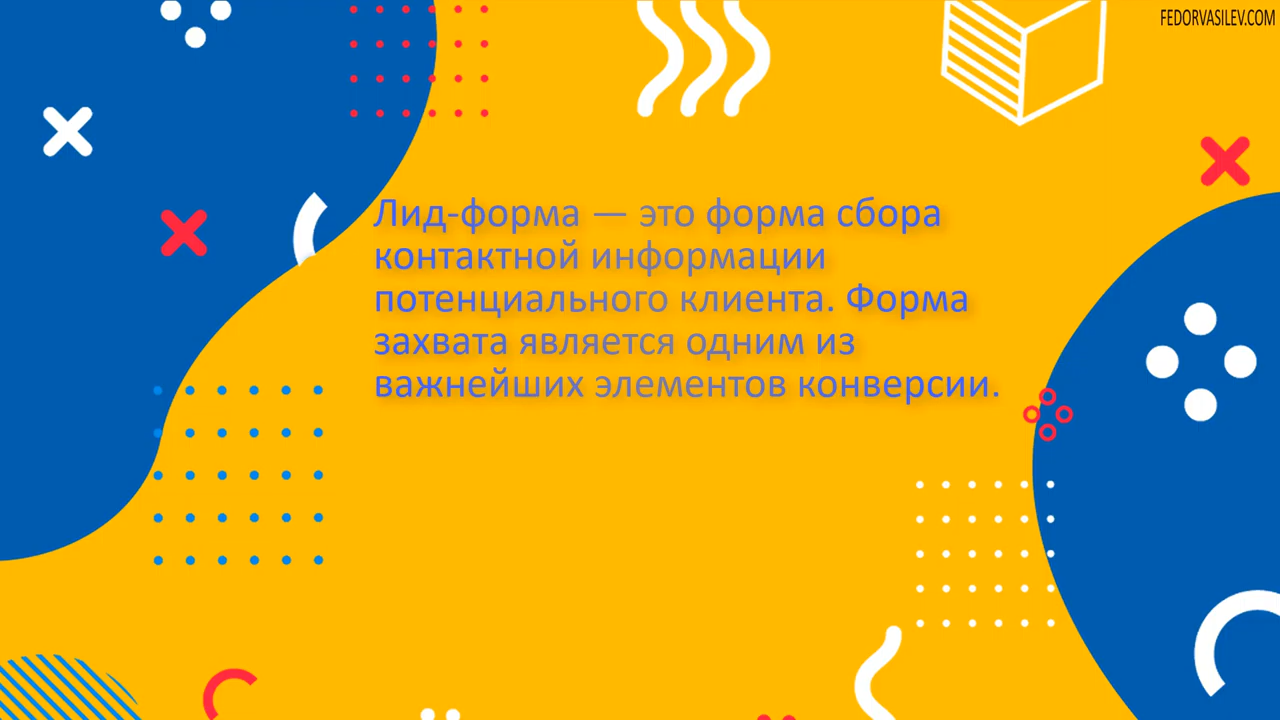 FEDORVASILEV.COM
Лид-форма — это форма сбора
контактной информации
потенциального клиента. Форма
захвата является одним из
важнейших элементов конверсии.